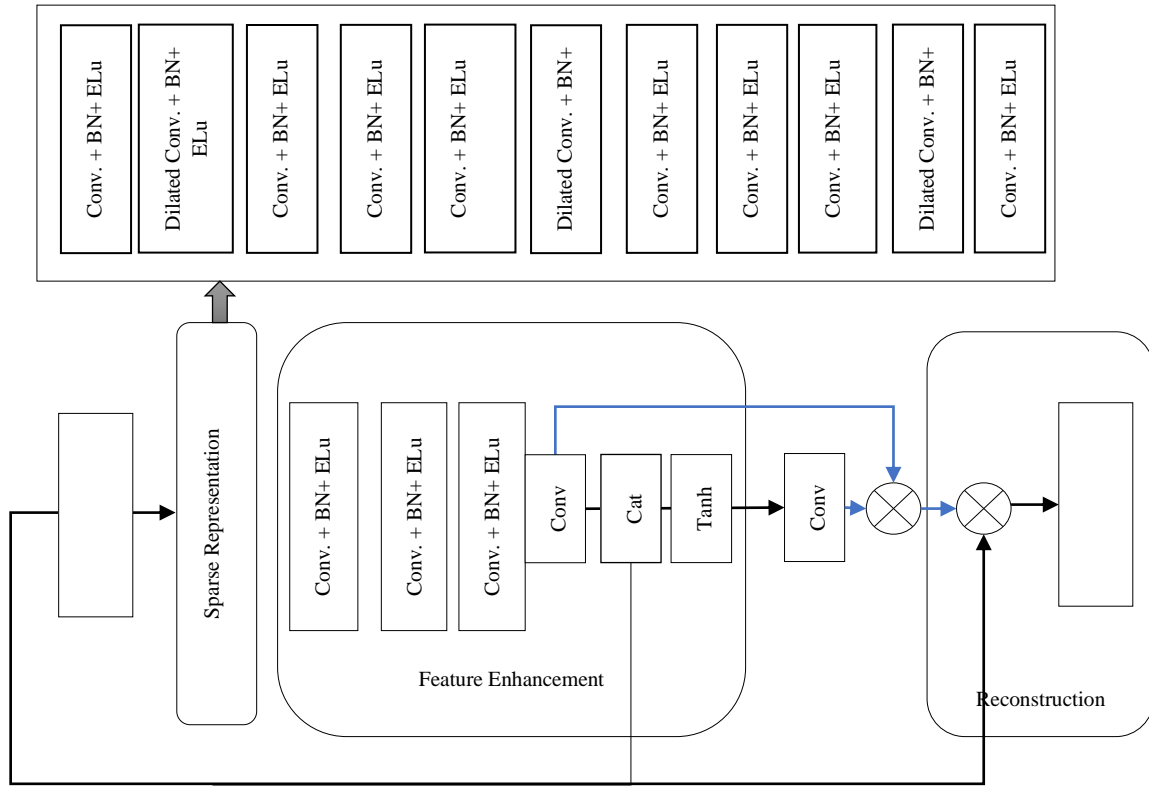 Conv. + BN+ ELu
Dilated Conv. + BN+
ELu
Conv. + BN+ ELu
Conv. + BN+ ELu
Conv. + BN+ ELu
Dilated Conv. + BN+
Conv. + BN+ ELu
Conv. + BN+ ELu
Conv. + BN+ ELu
Dilated Conv. + BN+
Conv. + BN+ ELu
Sparse Representation
Conv. + BN+ ELu
Conv. + BN+ ELu
Conv. + BN+ ELu
Conv
Cat
Tanh
Conv
Feature Enhancement
Reconstruction